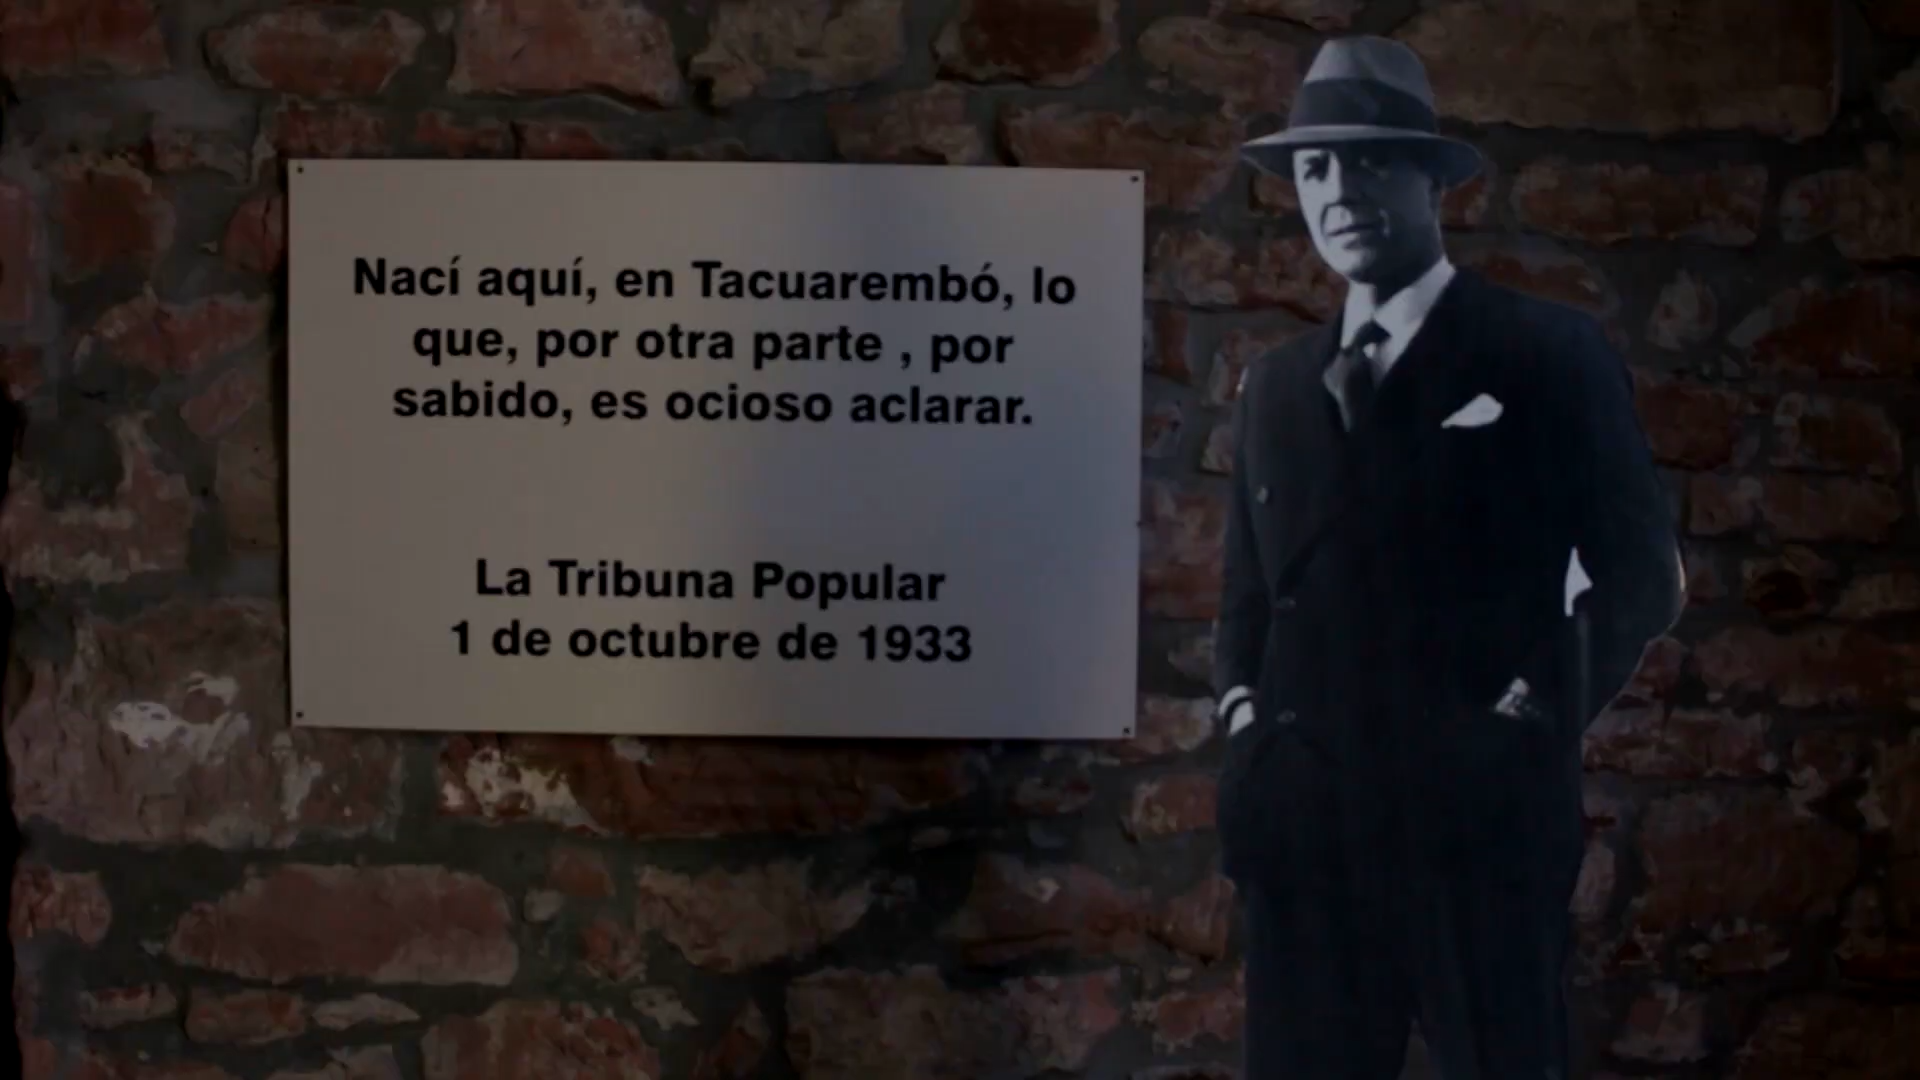 Nací aquí, en Tacuarembó, lo
que, por otra parte , por
sabido, es ocioso aclarar.
La Tribuna Popular
1 de octubre de 1933